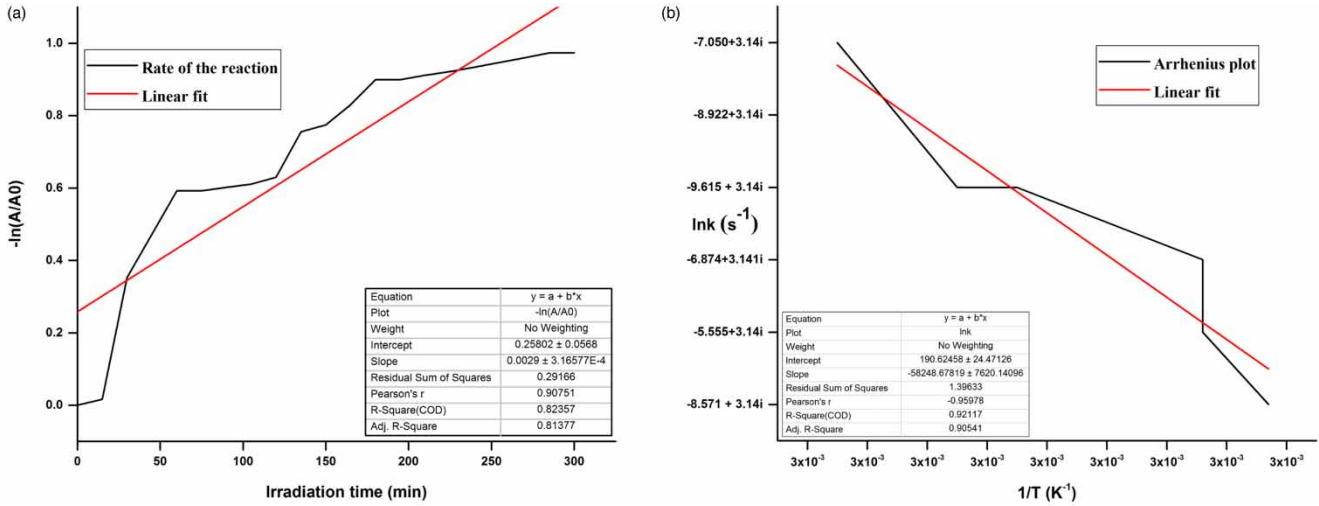 (a)
1.0
0.8
0.6
0.4
0.2
0.0
-ln(A/A0)
Rate of the reaction
Linear fit
Equation y = a + b*x
Plot -ln(A/A0)
Weight No Weighting
Intercept 0.25802 ± 0.0568
Slope 0.0029 ± 3.16577E-4
Residual Sum of Squares 0.29166
Pearson's r 0.90751
R-Square(COD) 0.82357
Adj. R-Square 0.81377
0 50 100 150 200 250 300
Irradiation time (min)
(b)
-7.050+3.14i
-8.922+3.14i
-9.615 + 3.14i
-6.874+3.141i
-5.555+3.14i
-8.571 + 3.14i
lnk (s⁻¹)
Arrhenius plot
Linear fit
Equation y = a + b*x
Plot lnk
Weight No Weighting
Intercept 190.62458 ± 24.47126
Slope -58248.67819 ± 7620.14096
Residual Sum of Squares 1.39633
Pearson's r -0.95978
R-Square(COD) 0.92117
Adj. R-Square 0.90541
3x10⁻³ 3x10⁻³ 3x10⁻³ 3x10⁻³ 3x10⁻³ 3x10⁻³ 3x10⁻³ 3x10⁻³ 3x10⁻³
1/T (K⁻¹)